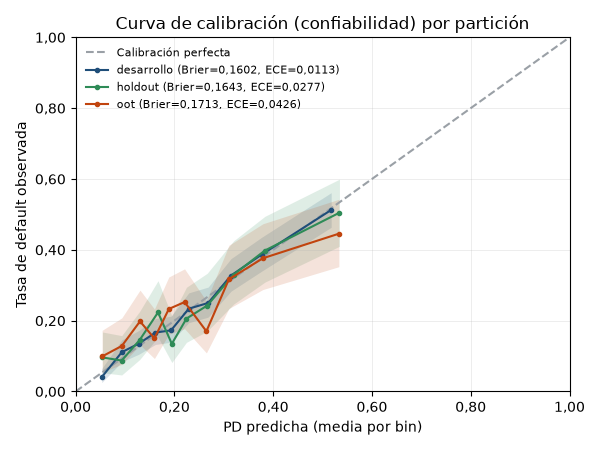 Curva de calibración (confiabilidad) por partición
Calibración perfecta
desarrollo (Brier=0,1602, ECE=0,0113)
holdout (Brier=0,1643, ECE=0,0277)
oot (Brier=0,1713, ECE=0,0426)
Tasa de default observada
1,00
0,80
0,60
0,40
0,20
0,00
0,00 0,20 0,40 0,60 0,80 1,00
PD predicha (media por bin)